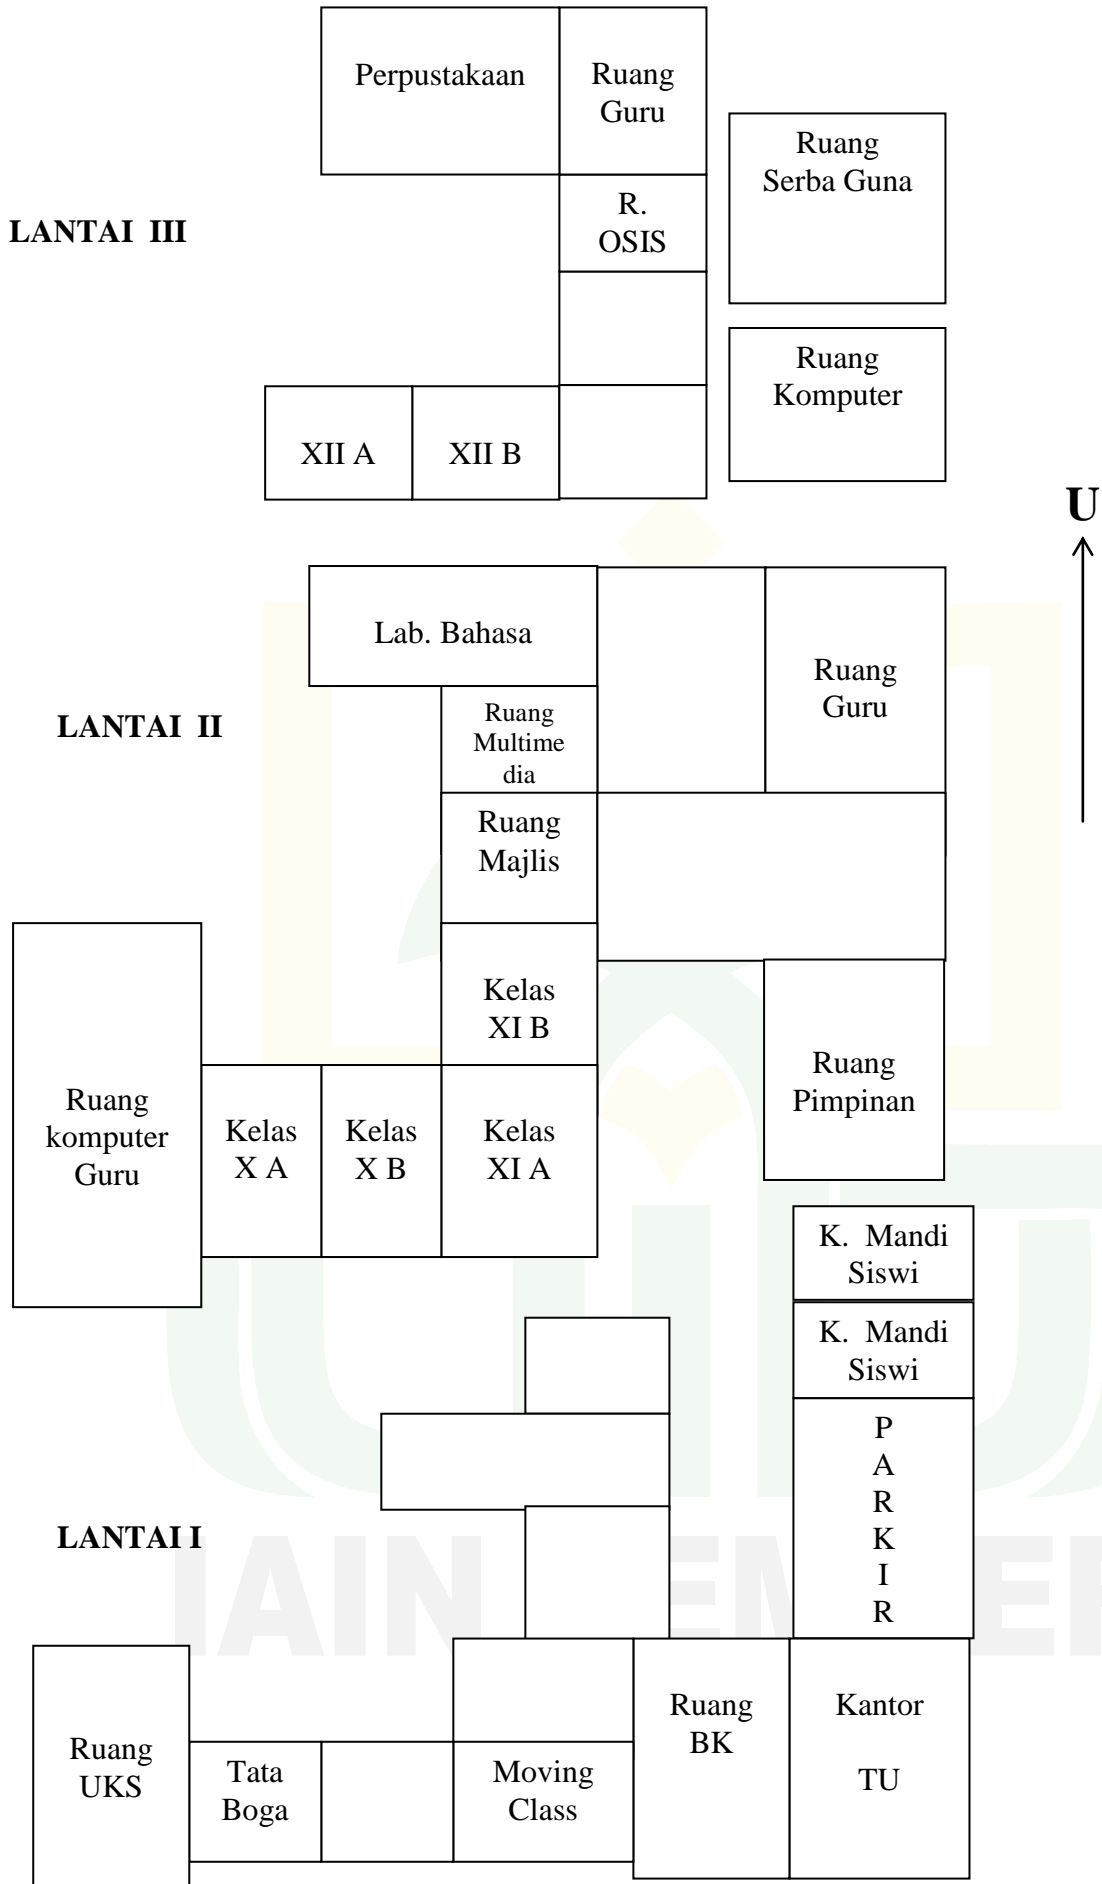 Perpustakaan
Ruang
Guru
Ruang
Serba Guna
R.
OSIS
LANTAI III
Ruang
Komputer
XII A
XII B
U
Lab. Bahasa
Ruang
Guru
LANTAI II
Ruang
Multime
dia
Ruang
Majlis
Kelas
XI B
Ruang
Pimpinan
Ruang
komputer
Guru
Kelas
X A
Kelas
X B
Kelas
XI A
K. Mandi
Siswi
K. Mandi
Siswi
P
A
R
K
I
R
LANTAI I
IAIN
Ruang
BK
Kantor
TU
Ruang
UKS
Tata
Boga
Moving
Class